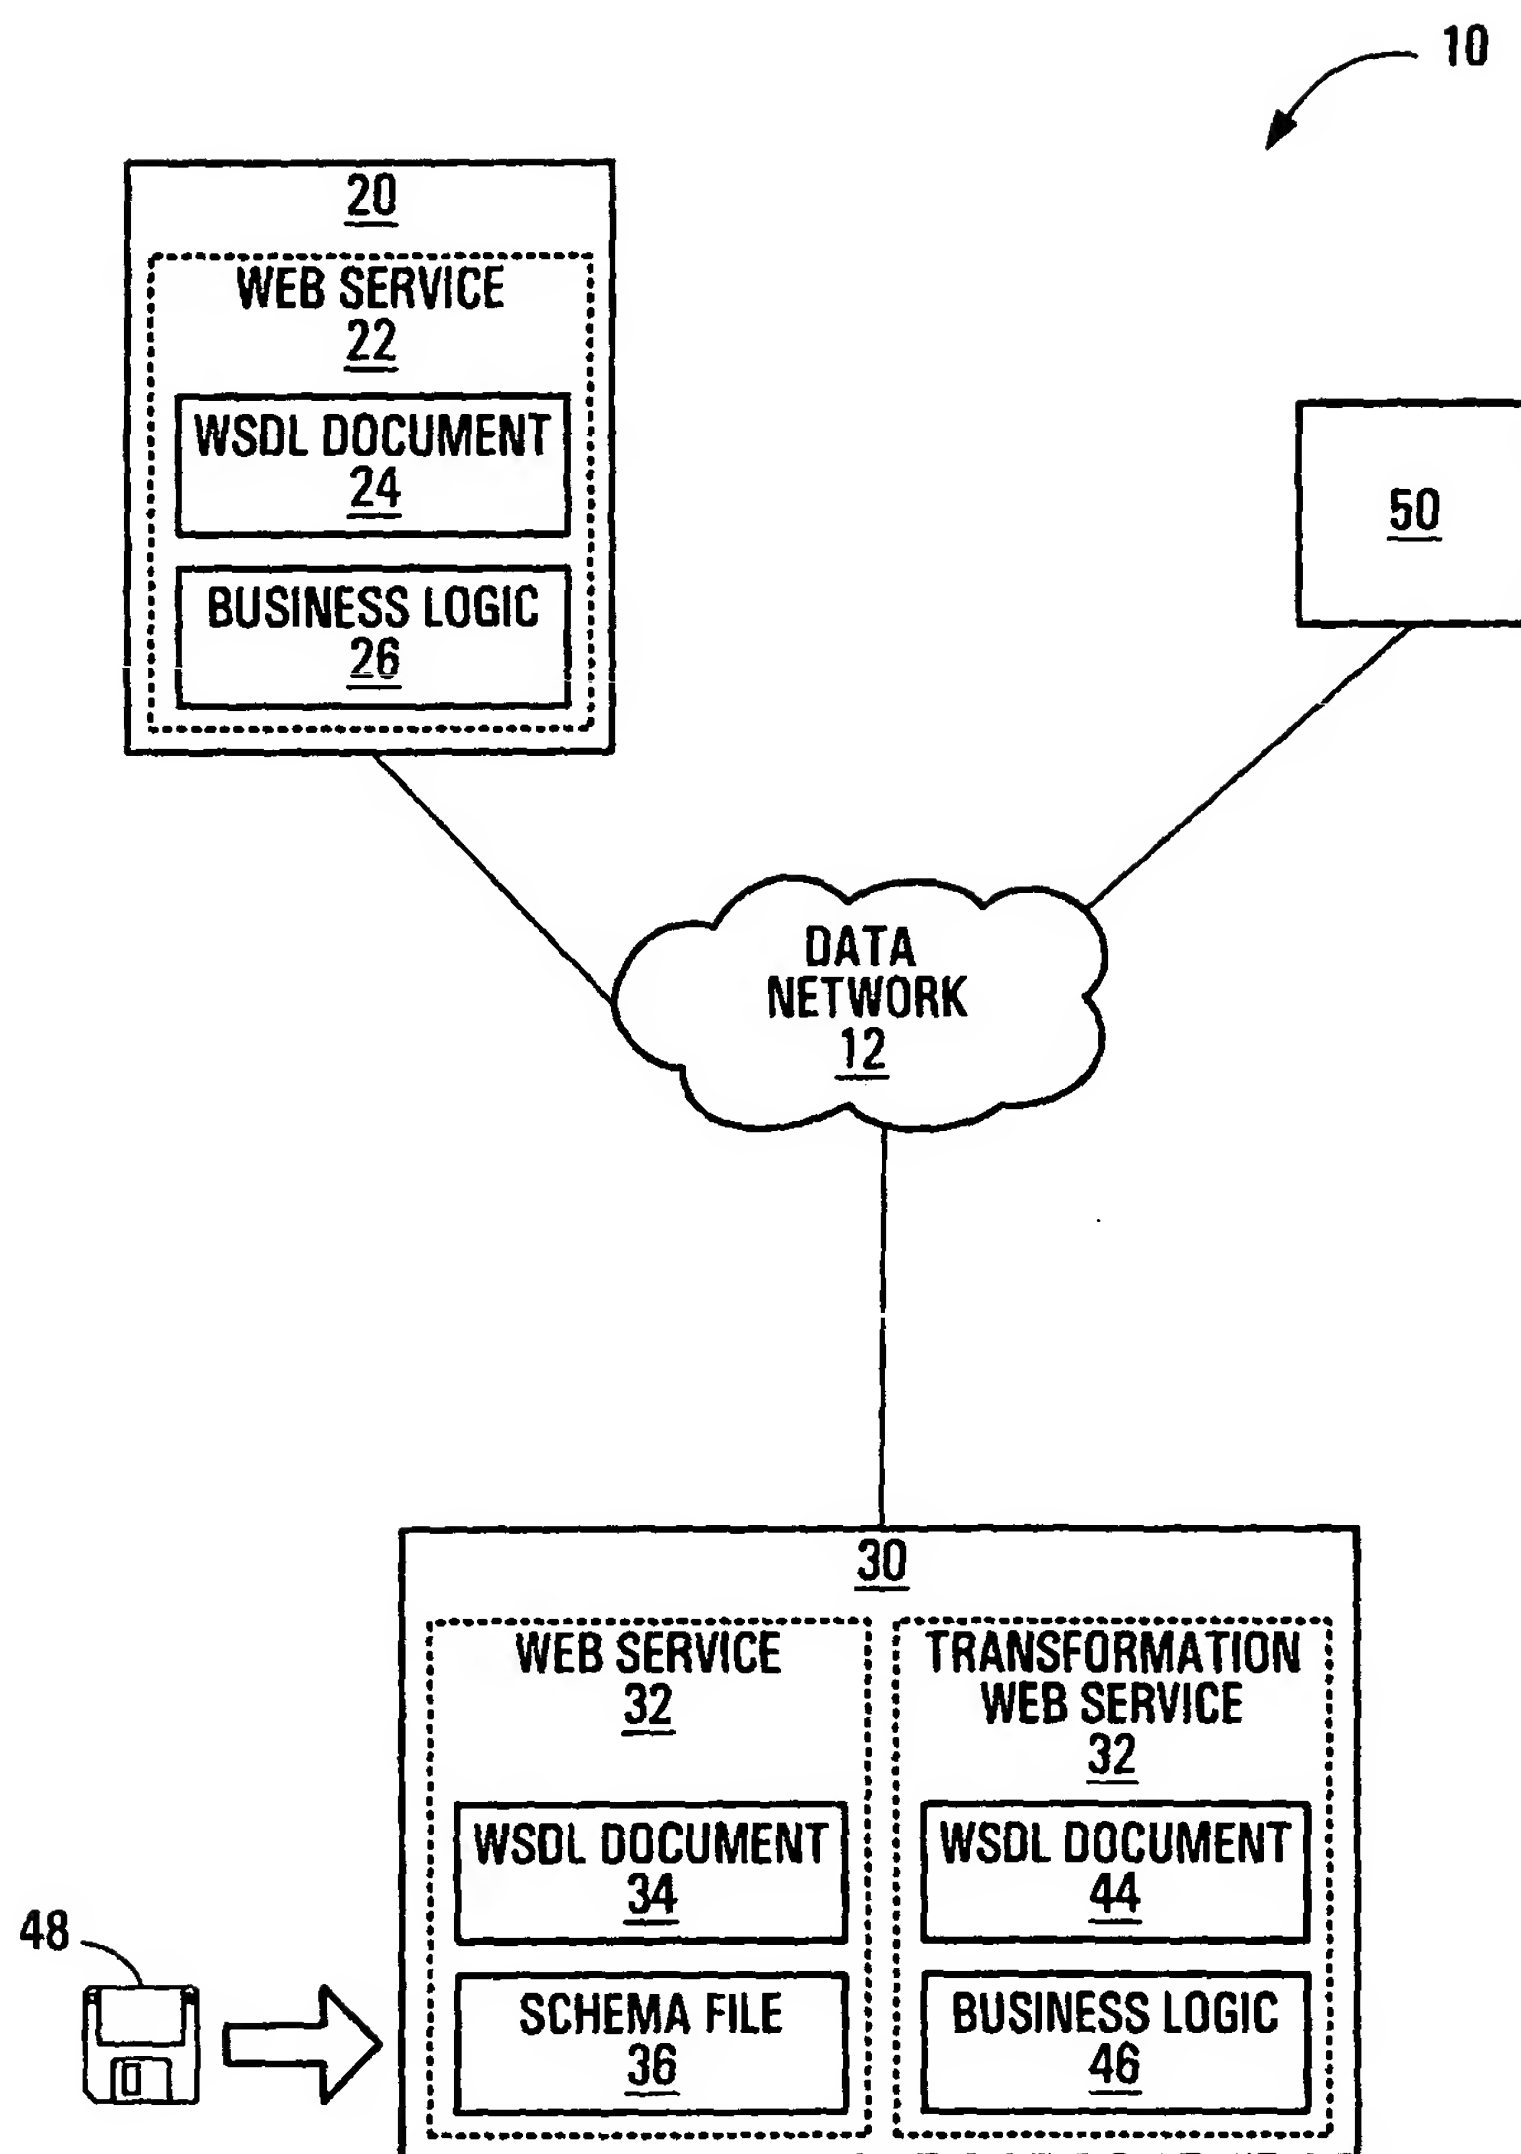 10
20
WEB SERVICE
22
WSDL DOCUMENT
24
BUSINESS LOGIC
26
50
DATA
NETWORK
12
30
WEB SERVICE
32
WSDL DOCUMENT
34
SCHEMA FILE
36
TRANSFORMATION
WEB SERVICE
32
WSDL DOCUMENT
44
BUSINESS LOGIC
46
48